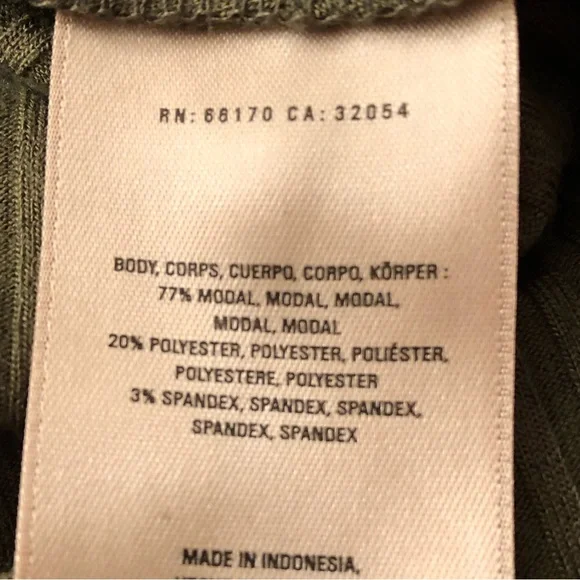 RN: 66170 CA: 32054
BODY, CORPS, CUERPO, CORPO, KÖRPER :
77% MODAL, MODAL, MODAL,
MODAL, MODAL
20% POLYESTER, POLYESTER, POLIÉSTER,
POLYESTERE, POLYESTER
3% SPANDEX, SPANDEX, SPANDEX,
SPANDEX, SPANDEX
MADE IN INDONESIA,